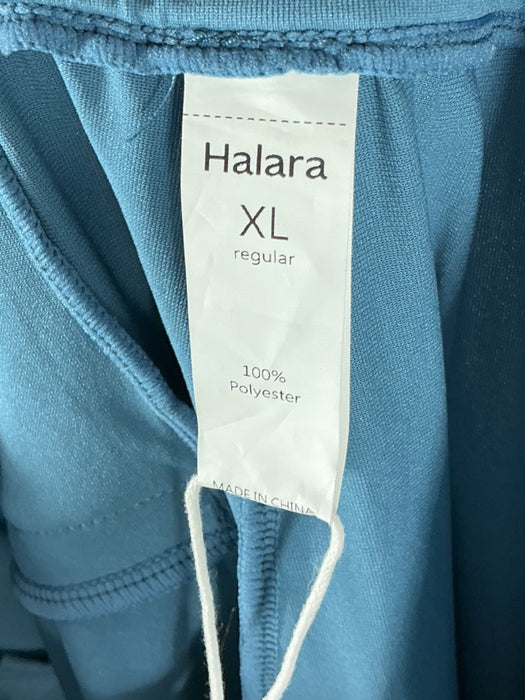 Halara
XL
regular
100%
Polyester
MADE IN CHINA